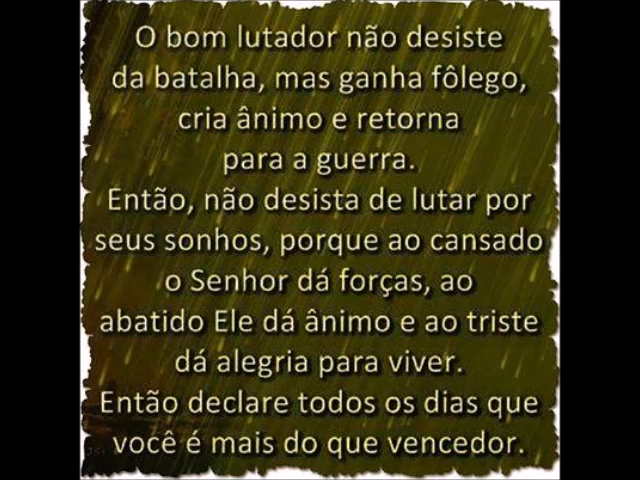 O bom lutador não desiste
da batalha, mas ganha fôlego,
cria ânimo e retorna
para a guerra.
Então, não desista de lutar por
seus sonhos, porque ao cansado
o Senhor dá forças, ao
abatido Ele dá ânimo e ao triste
dá alegria para viver.
Então declare todos os dias que
você é mais do que vencedor.